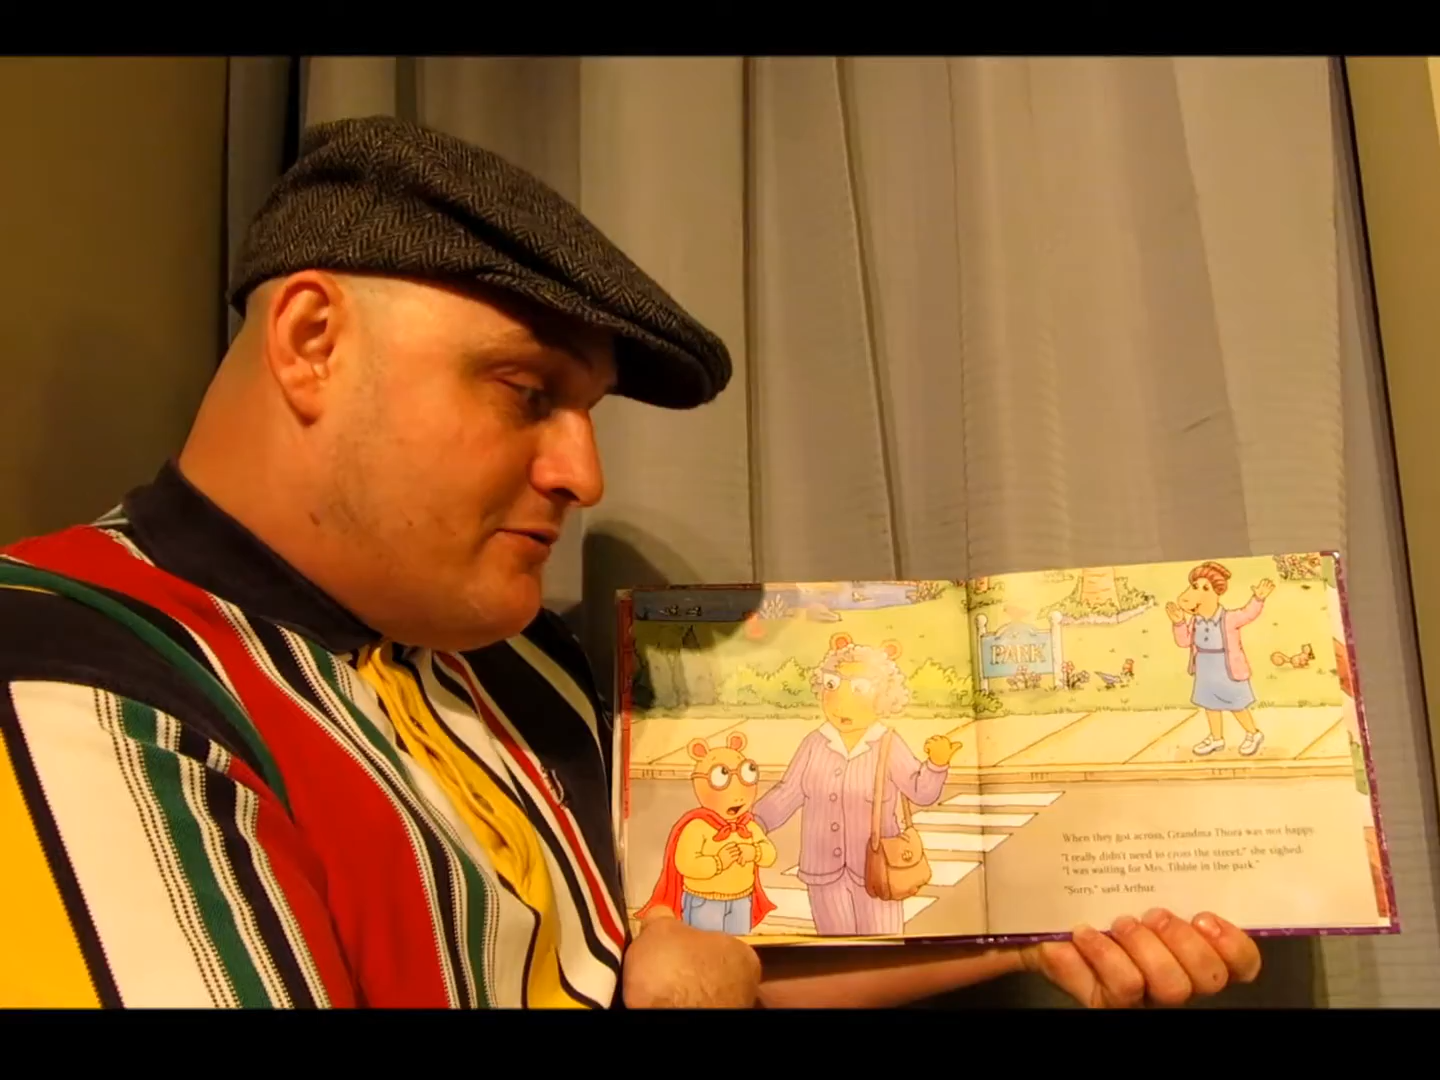 PARK
When they got across, Grandma Thora was not happy.
"I really didn't need to cross the street," she sighed.
"I was waiting for Mrs. Tibble in the park."
"Sorry," said Arthur.